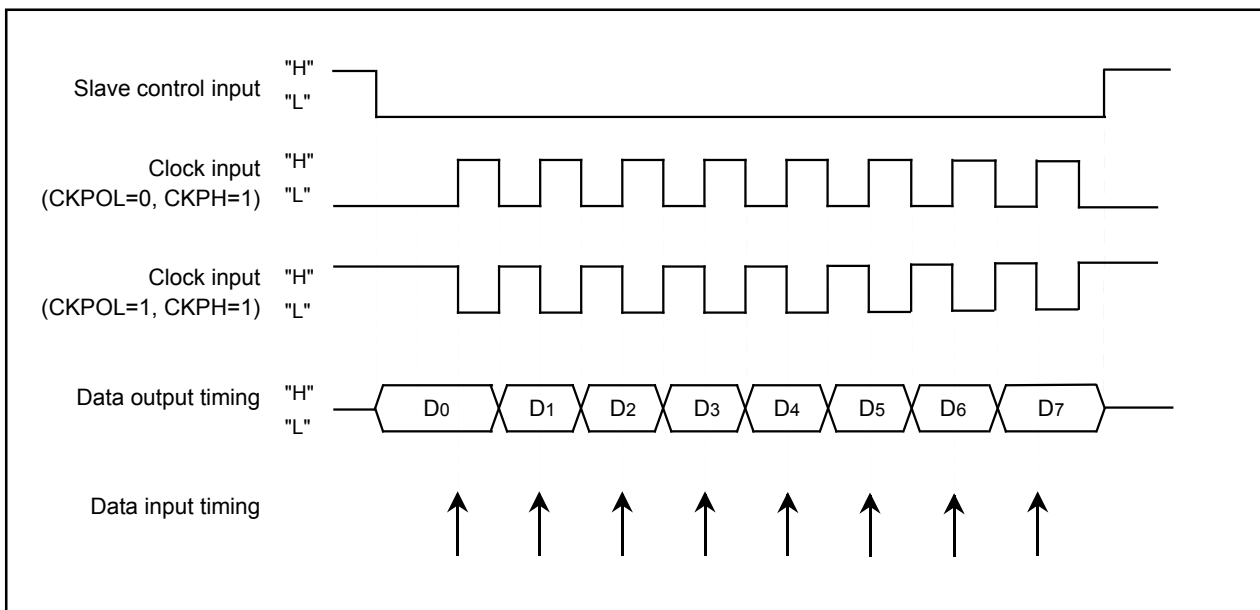 Slave control input
"H"
"L"
Clock input
(CKPOL=0, CKPH=1)
"H"
"L"
Clock input
(CKPOL=1, CKPH=1)
"H"
"L"
Data output timing
"H"
"L"
D0 D1 D2 D3 D4 D5 D6 D7
Data input timing